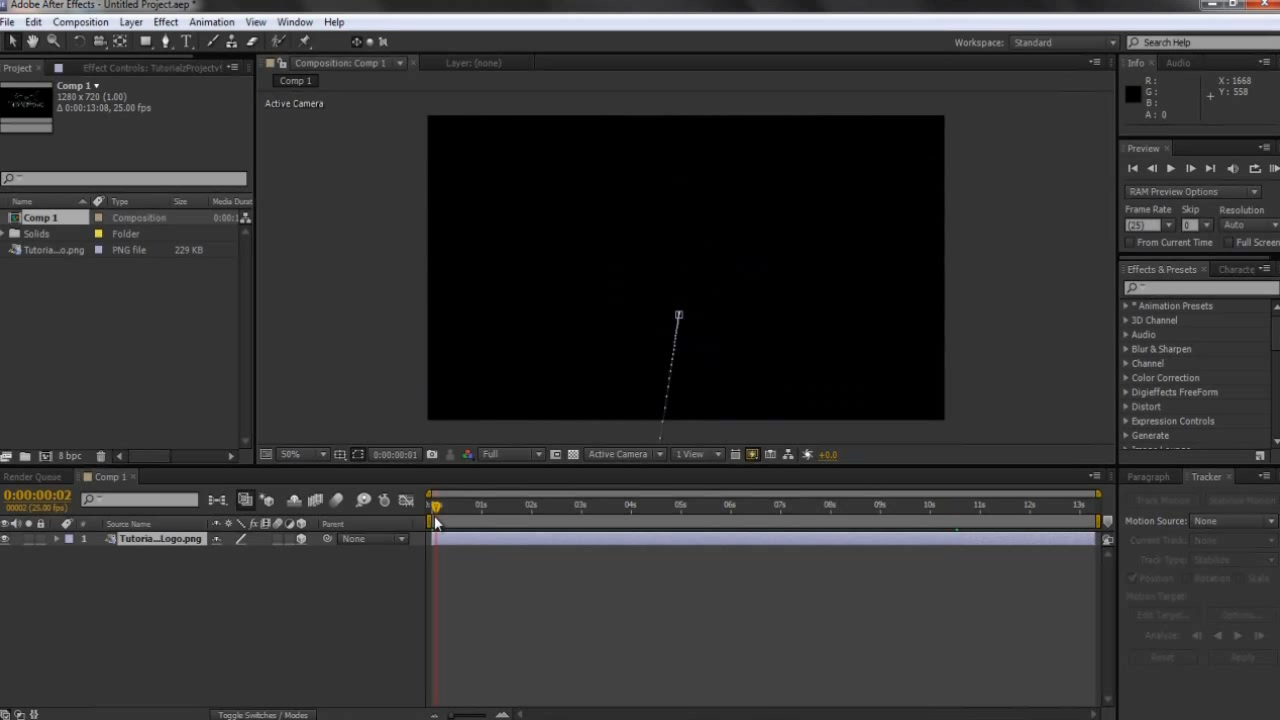 Adobe After Effects - Untitled Project.aep *
File Edit Composition Layer Effect Animation View Window Help
Workspace: Standard Search Help
Project Effect Controls: TutorialzProjectv
Composition: Comp 1 Layer: (none)
Info Audio
Comp 1
1280 x 720 (1.00)
Δ 0:00:13:08, 25.00 fps
Comp 1
Active Camera
R:
G:
B:
A: 0
X: 1668
Y: 558
Preview
RAM Preview Options
Frame Rate Skip Resolution
(25) 0 Auto
From Current Time Full Screen
Name Type Size Media Durat
Comp 1 Composition 0:00:1
Solids Folder
Tutoria...o.png PNG file 229 KB
Effects & Presets Characte
* Animation Presets
3D Channel
Audio
Blur & Sharpen
Channel
Color Correction
Digieffects FreeForm
Distort
Expression Controls
Generate
8 bpc
50% 0:00:00:01 Full Active Camera 1 View +0.0
Render Queue Comp 1
Paragraph Tracker
0:00:00:02
00002 (25.00 fps)
01s 02s 03s 04s 05s 06s 07s 08s 09s 10s 11s 12s 13s
# Source Name Parent
1 Tutoria...Logo.png None
Track Motion Stabilize Motion
Motion Source: None
Current Track: None
Track Type: Stabilize
Position Rotation Scale
Motion Target:
Edit Target... Options...
Analyze:
Reset Apply
Toggle Switches / Modes